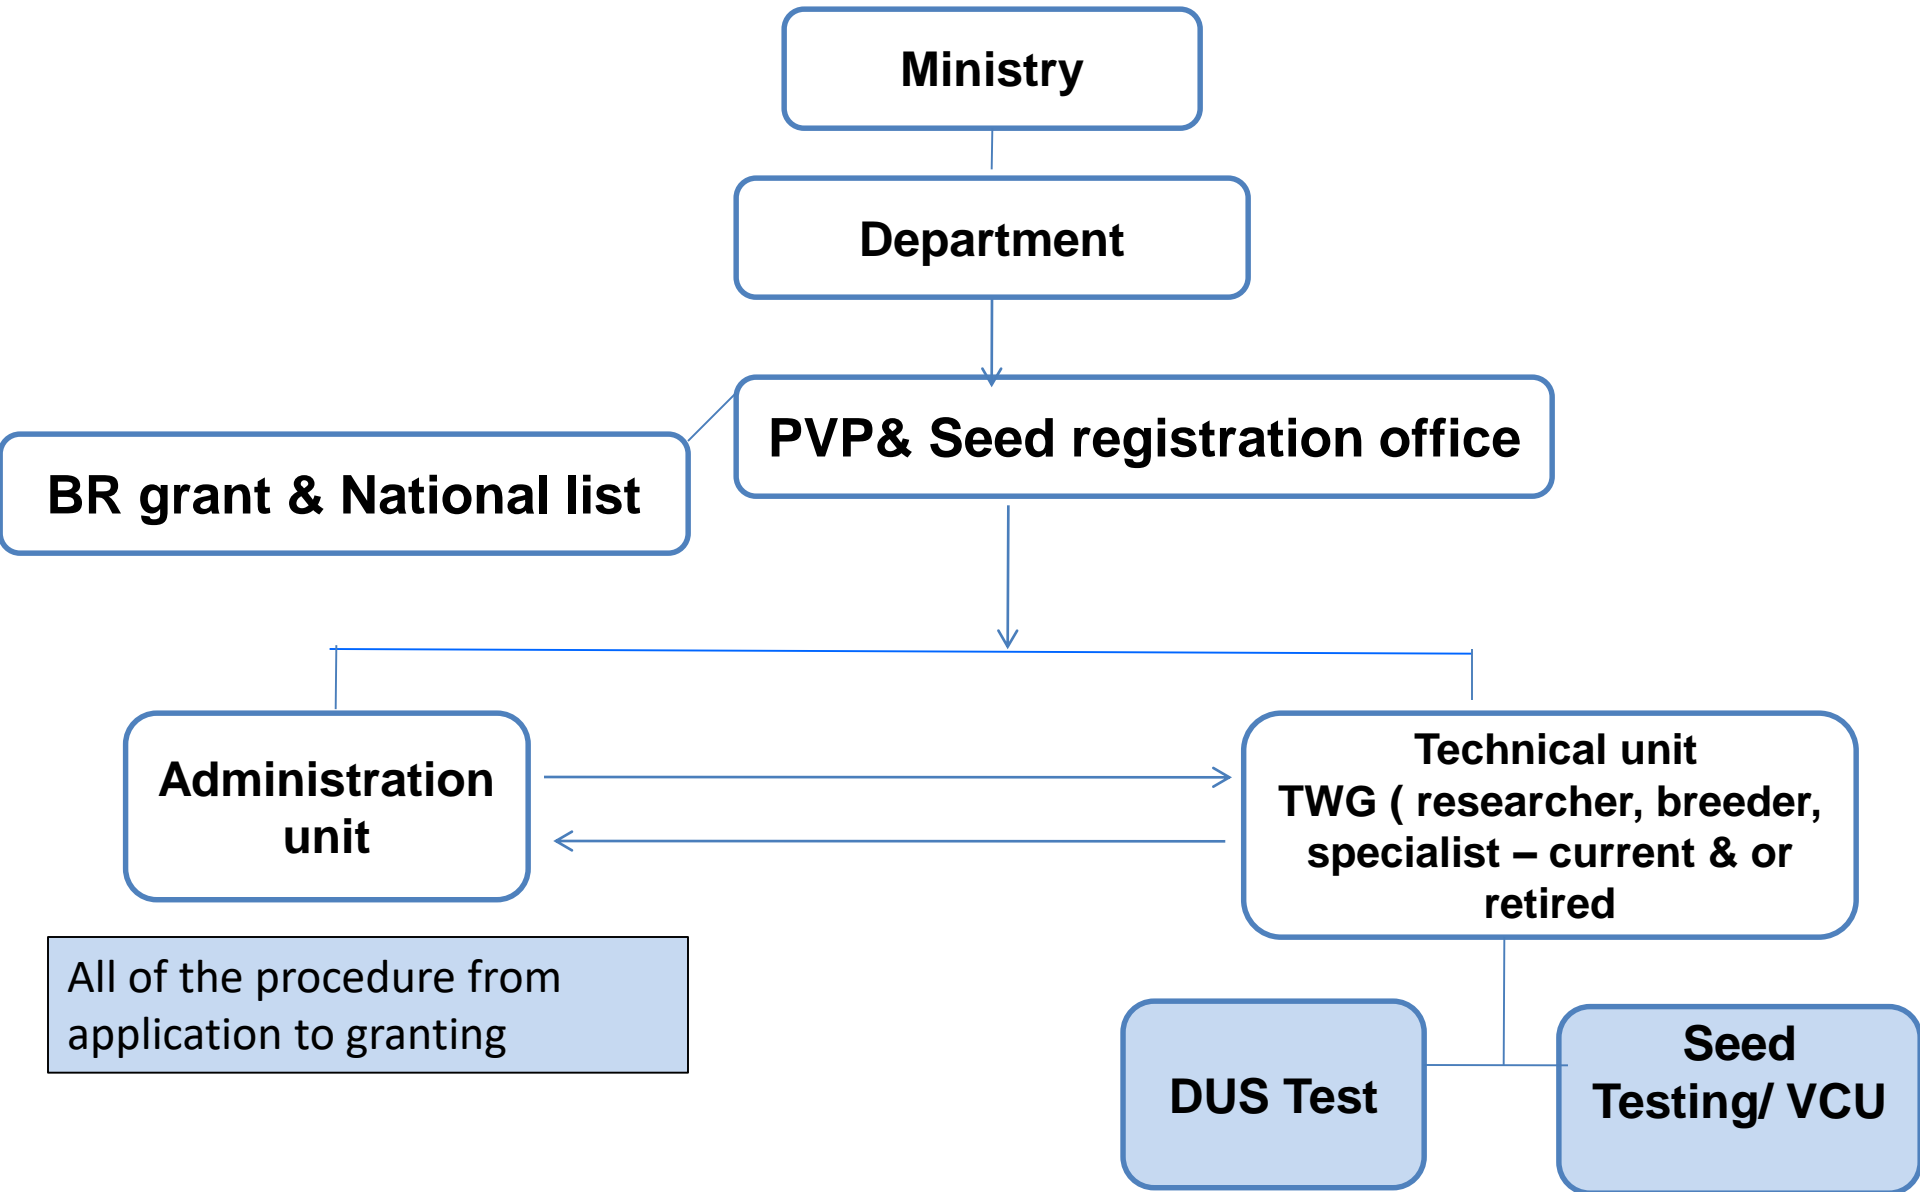 Ministry
Department
PVP& Seed registration office
BR grant & National list
Administration
unit
Technical unit
TWG ( researcher, breeder,
specialist – current & or
retired
All of the procedure from
application to granting
DUS Test
Seed
Testing/ VCU